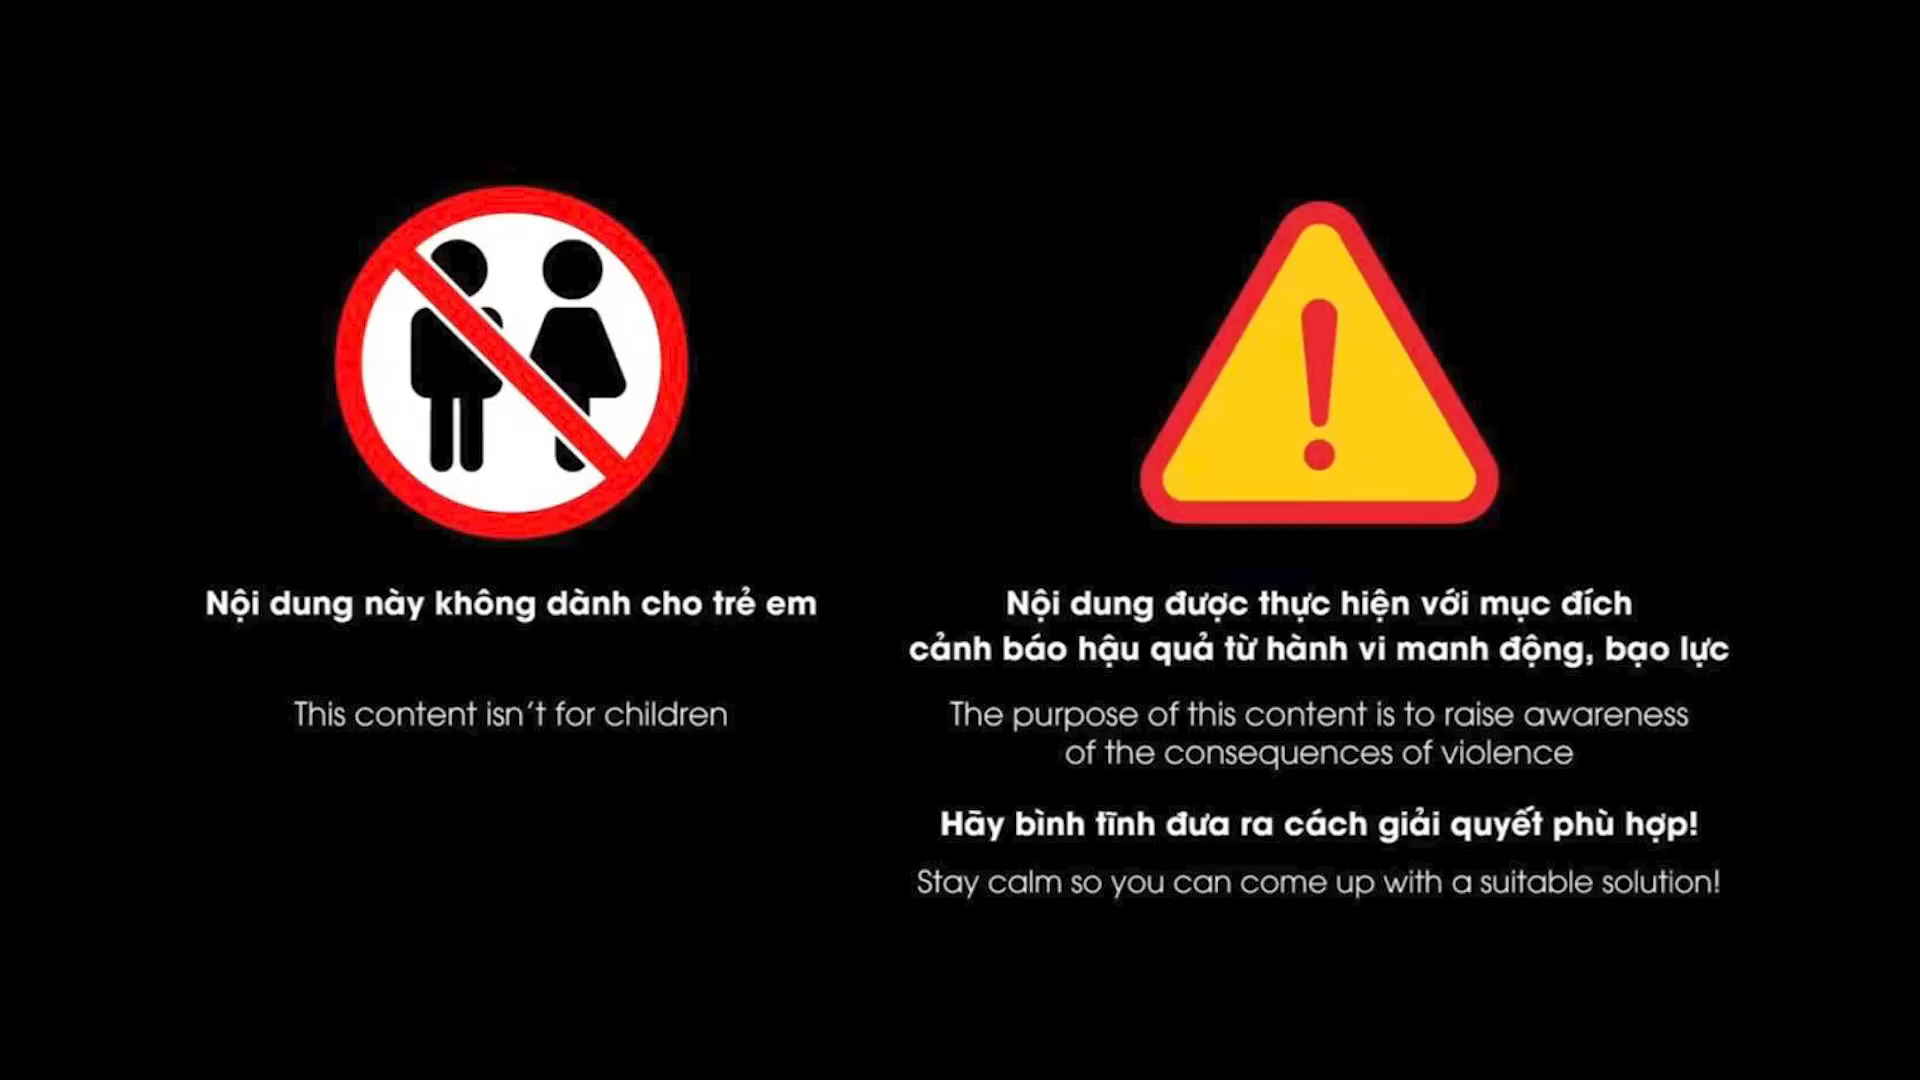 Nội dung này không dành cho trẻ em
This content isn't for children
Nội dung được thực hiện với mục đích
cảnh báo hậu quả từ hành vi manh động, bạo lực
The purpose of this content is to raise awareness
of the consequences of violence
Hãy bình tĩnh đưa ra cách giải quyết phù hợp!
Stay calm so you can come up with a suitable solution!